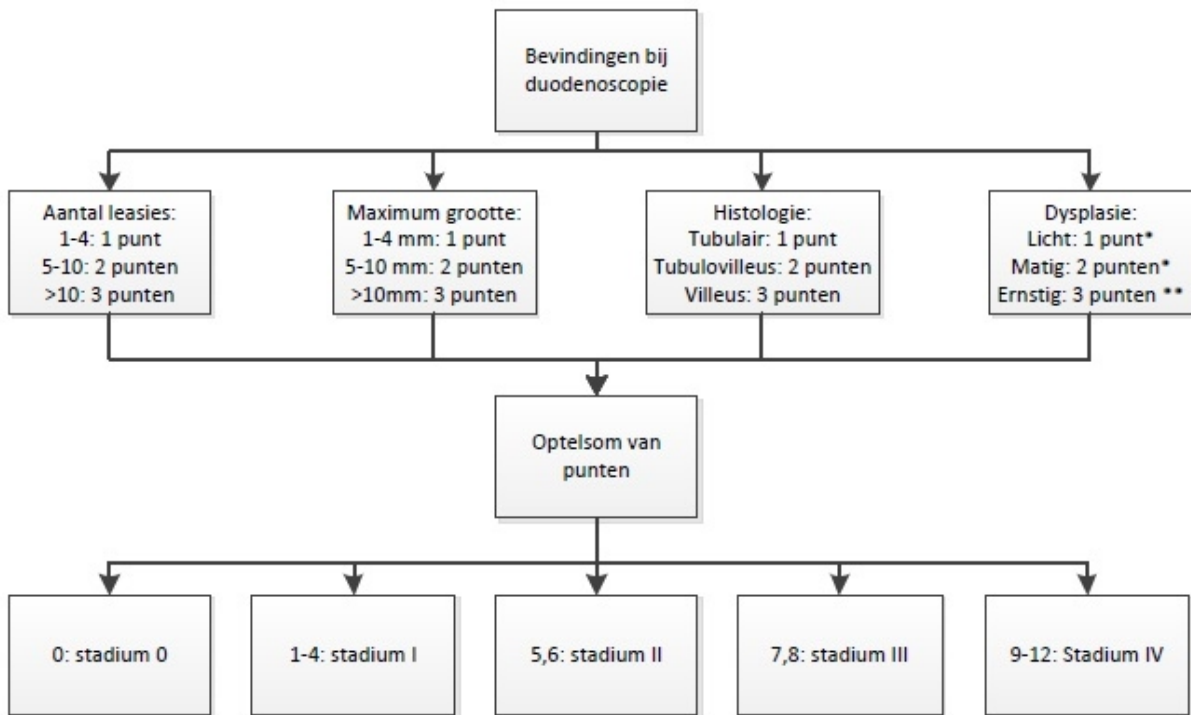 Bevindingen bij
duodenoscopie
Aantal leasies:
1-4: 1 punt
5-10: 2 punten
>10: 3 punten
Maximum grootte:
1-4 mm: 1 punt
5-10 mm: 2 punten
>10mm: 3 punten
Histologie:
Tubulair: 1 punt
Tubulovilleus: 2 punten
Villeus: 3 punten
Dysplasie:
Licht: 1 punt*
Matig: 2 punten*
Ernstig: 3 punten **
Optelsom van
punten
0: stadium 0
1-4: stadium I
5,6: stadium II
7,8: stadium III
9-12: Stadium IV